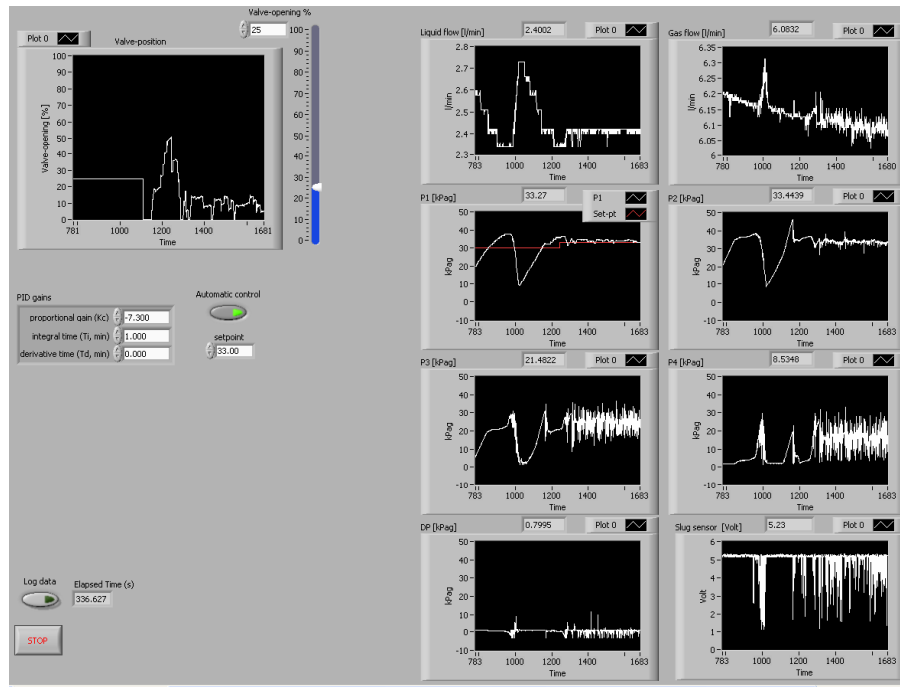 Valve-opening %
25
Plot 0
Valve-position
100
90
80
70
60
50
40
30
20
10
0
Valve-opening [%]
781 1000 1200 1400 1681
Time
100
90
80
70
60
50
40
30
20
10
0
PID gains
proportional gain (Kc) -7.300
integral time (Ti, min) 1.000
derivative time (Td, min) 0.000
Automatic control
setpoint
33.00
Log data
Elapsed Time (s)
336.627
STOP
Liquid flow [l/min] 2.4002 Plot 0
2.8
2.7
2.6
2.5
2.4
2.3
l/min
783 1000 1200 1400 1683
Time
Gas flow [l/min] 6.0832 Plot 0
6.35
6.3
6.25
6.2
6.15
6.1
6.05
6
l/min
783 1000 1200 1400 1680
Time
P1 [kPag] 33.27 P1
Set-pt
50
40
30
20
10
0
-10
kPag
783 1000 1200 1400 1683
Time
P2 [kPag] 33.4439 Plot 0
50
40
30
20
10
0
-10
kPag
783 1000 1200 1400 1683
Time
P3 [kPag] 21.4822 Plot 0
50
40
30
20
10
0
-10
kPag
783 1000 1200 1400 1683
Time
P4 [kPag] 8.5348 Plot 0
50
40
30
20
10
0
-10
kPag
783 1000 1200 1400 1683
Time
DP [kPag] 0.7995 Plot 0
50
40
30
20
10
0
-10
kPag
783 1000 1200 1400 1683
Time
Slug sensor [Volt] 5.23 Plot 0
6
5
4
3
2
1
0
Volt
783 1000 1200 1400 1683
Time